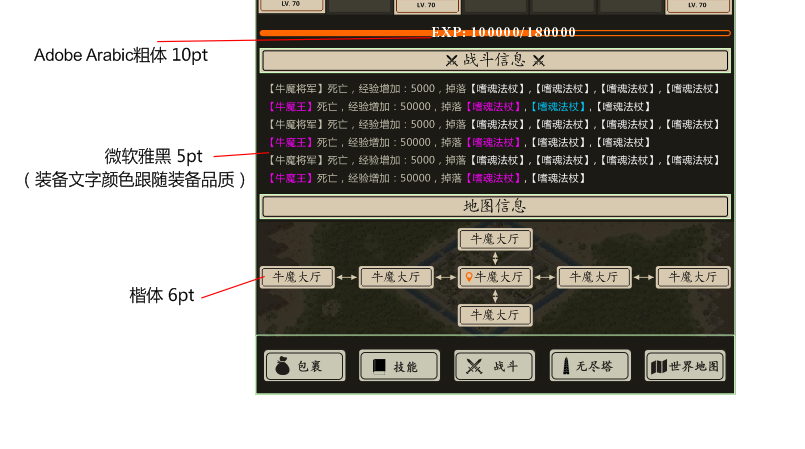 LV. 70 LV. 70 LV. 70
EXP: 100000/180000
Adobe Arabic粗体 10pt
战斗信息
【牛魔将军】死亡，经验增加：5000，掉落【嗜魂法杖】,【嗜魂法杖】,【嗜魂法杖】,【嗜魂法杖】
【牛魔王】死亡，经验增加：50000，掉落【嗜魂法杖】,【嗜魂法杖】,【嗜魂法杖】
【牛魔将军】死亡，经验增加：5000，掉落【嗜魂法杖】,【嗜魂法杖】,【嗜魂法杖】,【嗜魂法杖】
【牛魔王】死亡，经验增加：50000，掉落【嗜魂法杖】,【嗜魂法杖】,【嗜魂法杖】
微软雅黑 5pt
【牛魔将军】死亡，经验增加：5000，掉落【嗜魂法杖】,【嗜魂法杖】,【嗜魂法杖】,【嗜魂法杖】
（装备文字颜色跟随装备品质）
【牛魔王】死亡，经验增加：50000，掉落【嗜魂法杖】,【嗜魂法杖】
地图信息
牛魔大厅
牛魔大厅 牛魔大厅 牛魔大厅 牛魔大厅 牛魔大厅
楷体 6pt
牛魔大厅
包裹 技能 战斗 无尽塔 世界地图